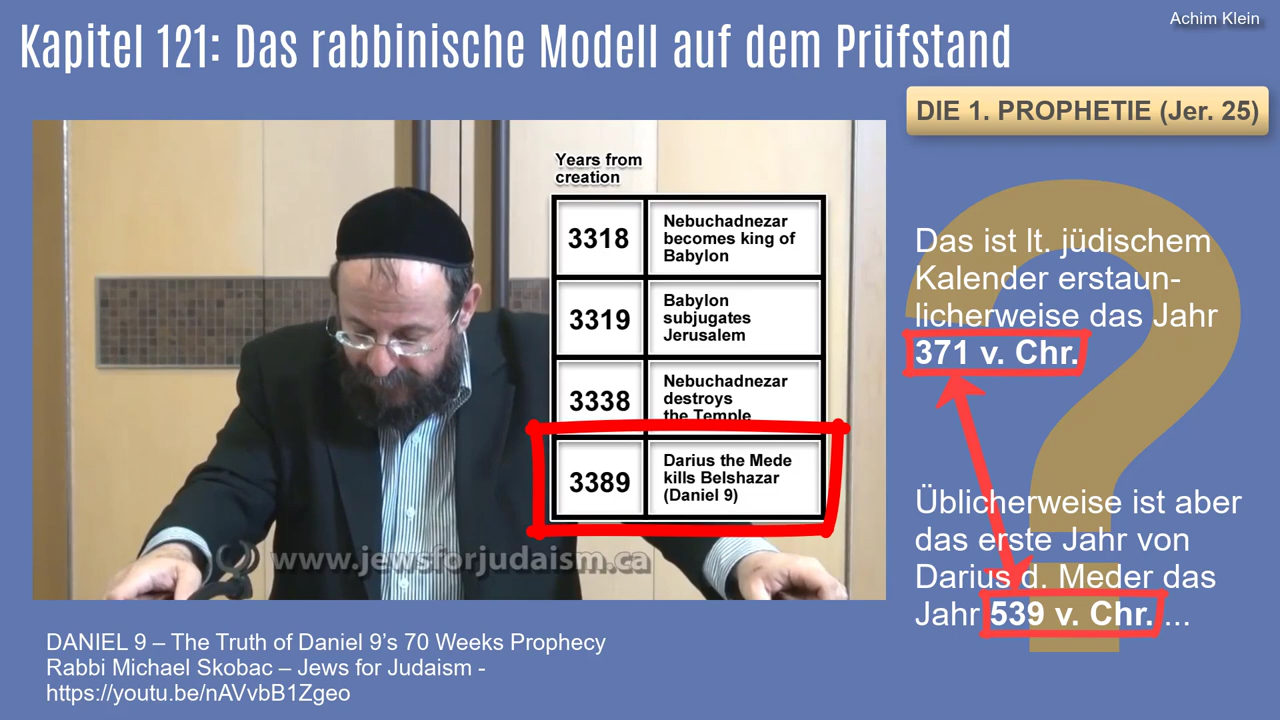 Achim Klein
Kapitel 121: Das rabbinische Modell auf dem Prüfstand
DIE 1. PROPHETIE (Jer. 25)
Years from
creation
3318
Nebuchadnezar
becomes king of
Babylon
3319
Babylon
subjugates
Jerusalem
3338
Nebuchadnezar
destroys
the Temple
3389
Darius the Mede
kills Belshazar
(Daniel 9)
www.jewsforjudaism.ca
Das ist lt. jüdischem
Kalender erstaun-
licherweise das Jahr
371 v. Chr.
Üblicherweise ist aber
das erste Jahr von
Darius d. Meder das
Jahr 539 v. Chr. ...
DANIEL 9 – The Truth of Daniel 9’s 70 Weeks Prophecy
Rabbi Michael Skobac – Jews for Judaism -
https://youtu.be/nAVvbB1Zgeo